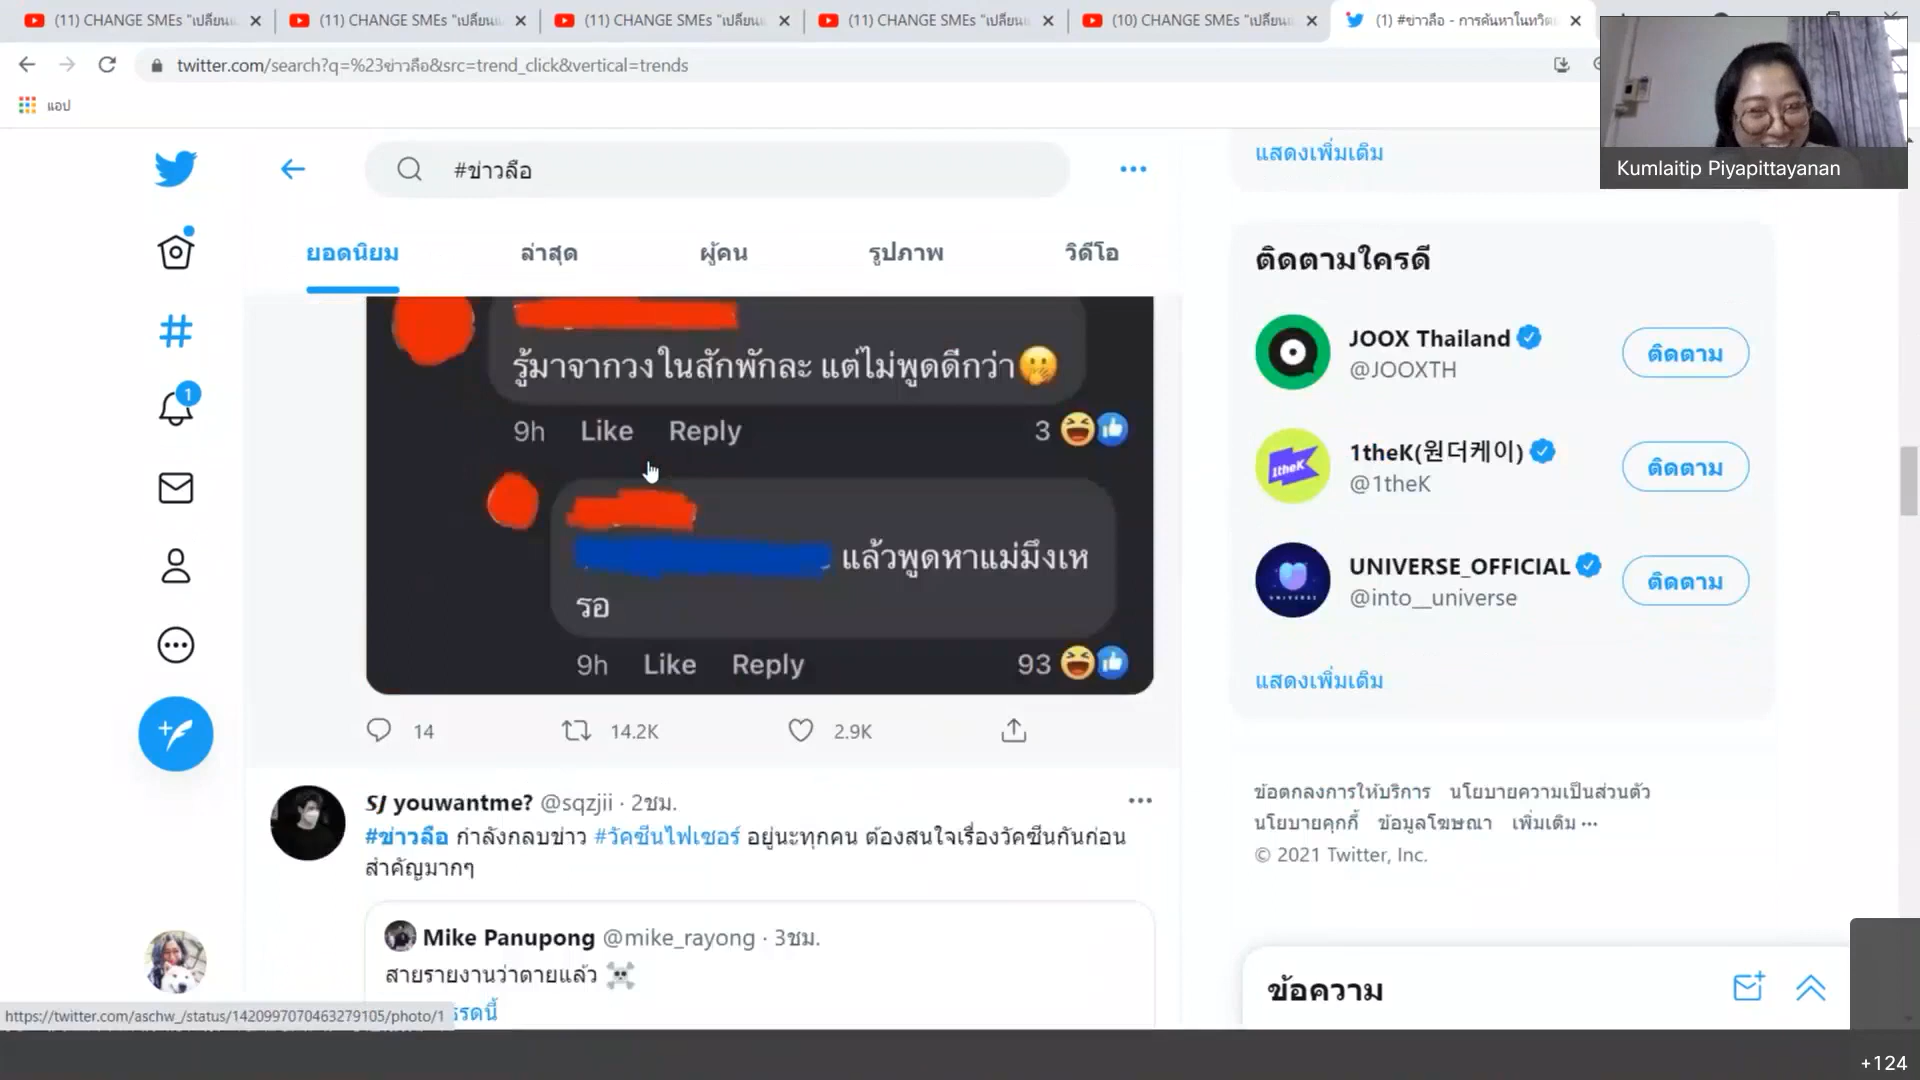 (11) CHANGE SMEs "เปลี่ยน
(11) CHANGE SMEs "เปลี่ยน
(11) CHANGE SMEs "เปลี่ยน
(11) CHANGE SMEs "เปลี่ยน
(10) CHANGE SMEs "เปลี่ยน
(1) #ข่าวลือ - การค้นหาในทวิต
twitter.com/search?q=%23ข่าวลือ&src=trend_click&vertical=trends
แอป
#ข่าวลือ
ยอดนิยม ล่าสุด ผู้คน รูปภาพ วิดีโอ
รู้มาจากวงในสักพักละ แต่ไม่พูดดีกว่า🤭
9h Like Reply 3
แล้วพูดหาแม่มึงเห
รอ
9h Like Reply 93
14 14.2K 2.9K
SJ youwantme? @sqzjii · 2ชม.
#ข่าวลือ กำลังกลบข่าว #วัคซีนไฟเซอร์ อยู่นะทุกคน ต้องสนใจเรื่องวัคซีนกันก่อน
สำคัญมากๆ
Mike Panupong @mike_rayong · 3ชม.
สายรายงานว่าตายแล้ว ☠️
รดนี้
https://twitter.com/aschw_/status/1420997070463279105/photo/1
1
แสดงเพิ่มเติม
ติดตามใครดี
JOOX Thailand
@JOOXTH
ติดตาม
1theK
1theK(원더케이)
@1theK
ติดตาม
UNIVERSE
UNIVERSE_OFFICIAL
@into__universe
ติดตาม
แสดงเพิ่มเติม
ข้อตกลงการให้บริการ นโยบายความเป็นส่วนตัว
นโยบายคุกกี้ ข้อมูลโฆษณา เพิ่มเติม ···
© 2021 Twitter, Inc.
ข้อความ
Kumlaitip Piyapittayanan
+124